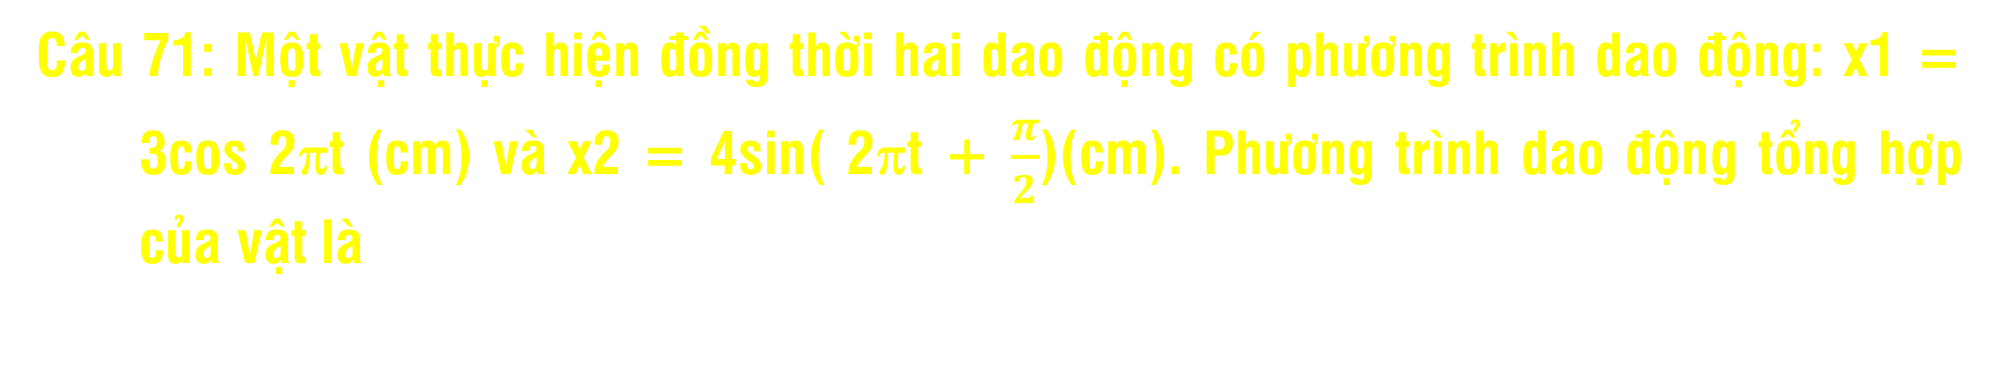 Câu 71: Một vật thực hiện đồng thời hai dao động có phương trình dao động: x1 =
3cos 2πt (cm) và x2 = 4sin( 2πt + π/2)(cm). Phương trình dao động tổng hợp
của vật là